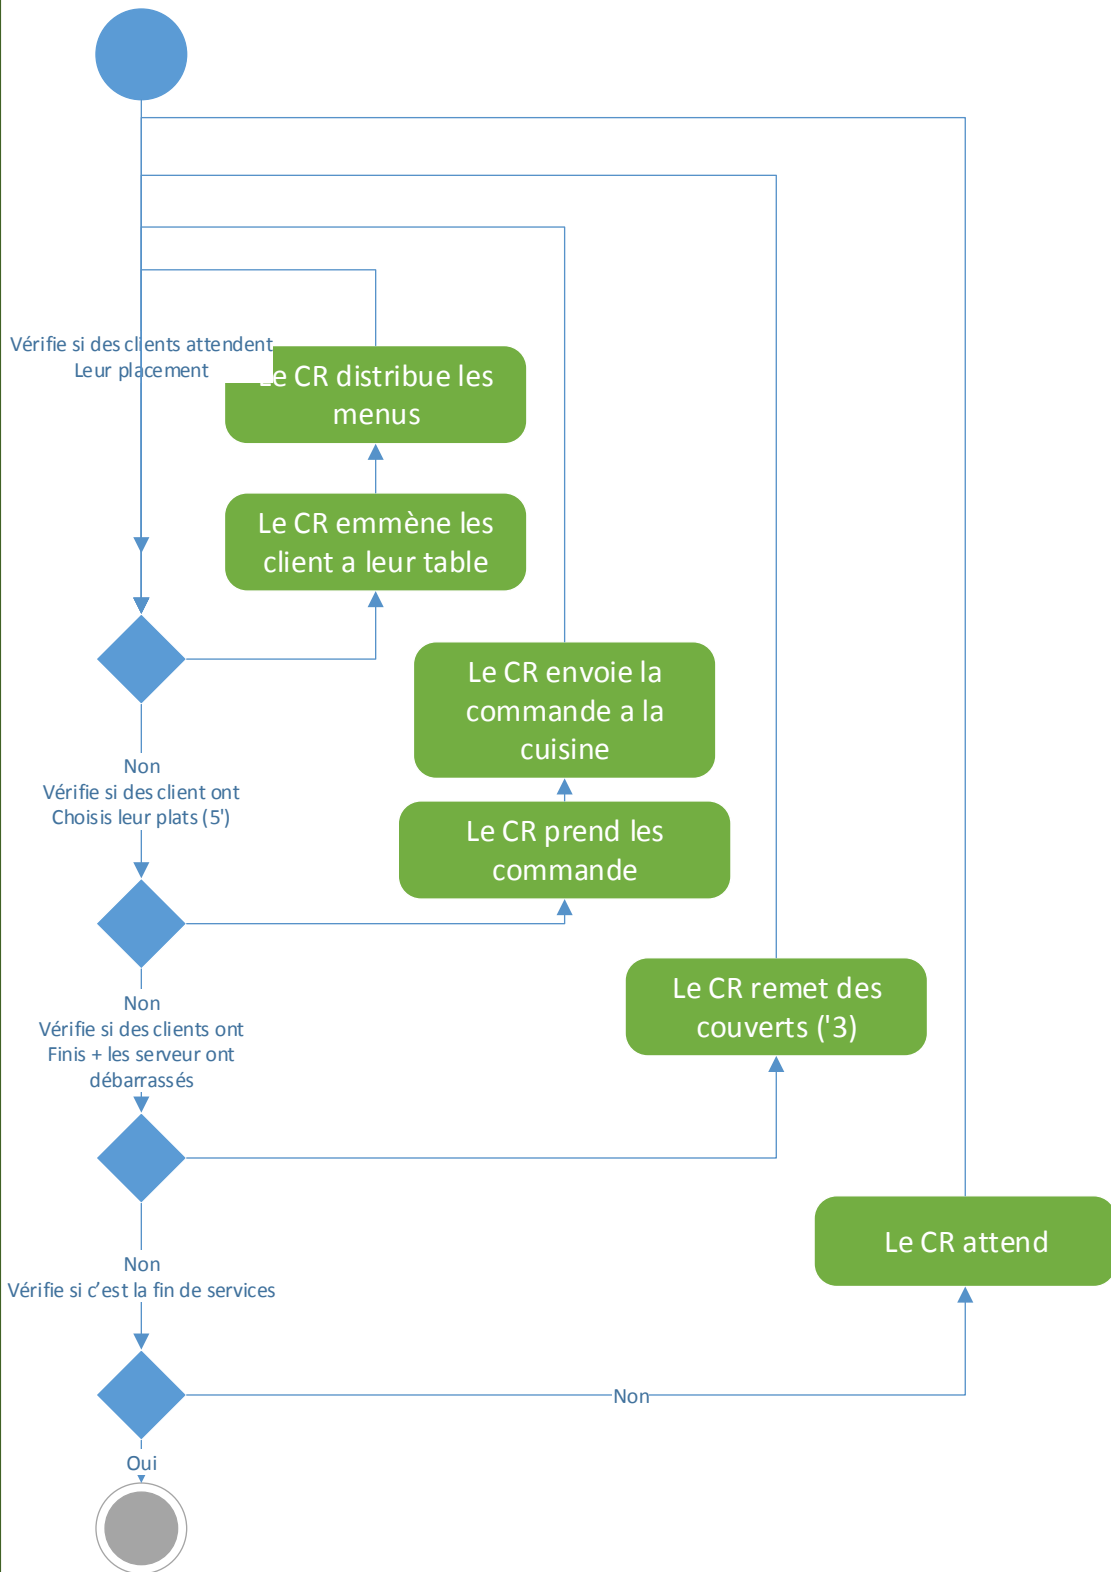 Vérifie si des clients attendent
Leur placement
Le CR distribue les
menus
Le CR emmène les
client a leur table
Le CR envoie la
commande a la
cuisine
Non
Vérifie si des client ont
Choisis leur plats (5')
Le CR prend les
commande
Le CR remet des
couverts ('3)
Non
Vérifie si des clients ont
Finis + les serveur ont
débarrassés
Le CR attend
Non
Vérifie si c’est la fin de services
Non
Oui